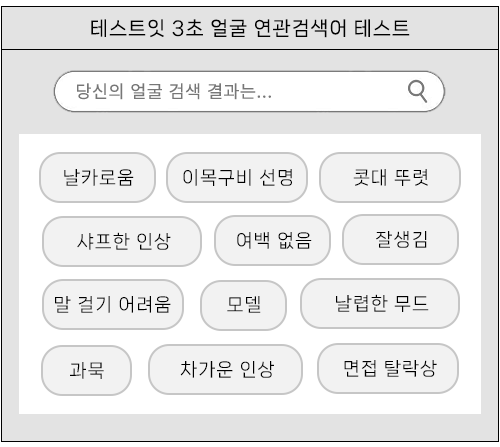 테스트잇 3초 얼굴 연관검색어 테스트
당신의 얼굴 검색 결과는...
날카로움 이목구비 선명 콧대 뚜렷
샤프한 인상 여백 없음 잘생김
말 걸기 어려움 모델 날렵한 무드
과묵 차가운 인상 면접 탈락상